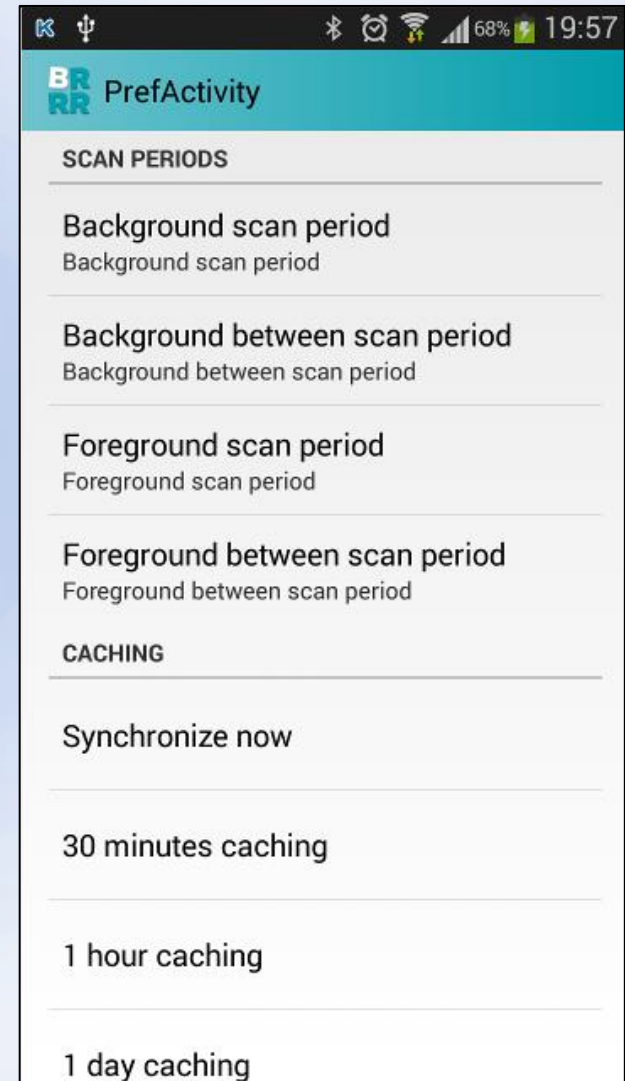 K 68% 19:57
BR
RR PrefActivity
SCAN PERIODS
Background scan period
Background scan period
Background between scan period
Background between scan period
Foreground scan period
Foreground scan period
Foreground between scan period
Foreground between scan period
CACHING
Synchronize now
30 minutes caching
1 hour caching
1 day caching